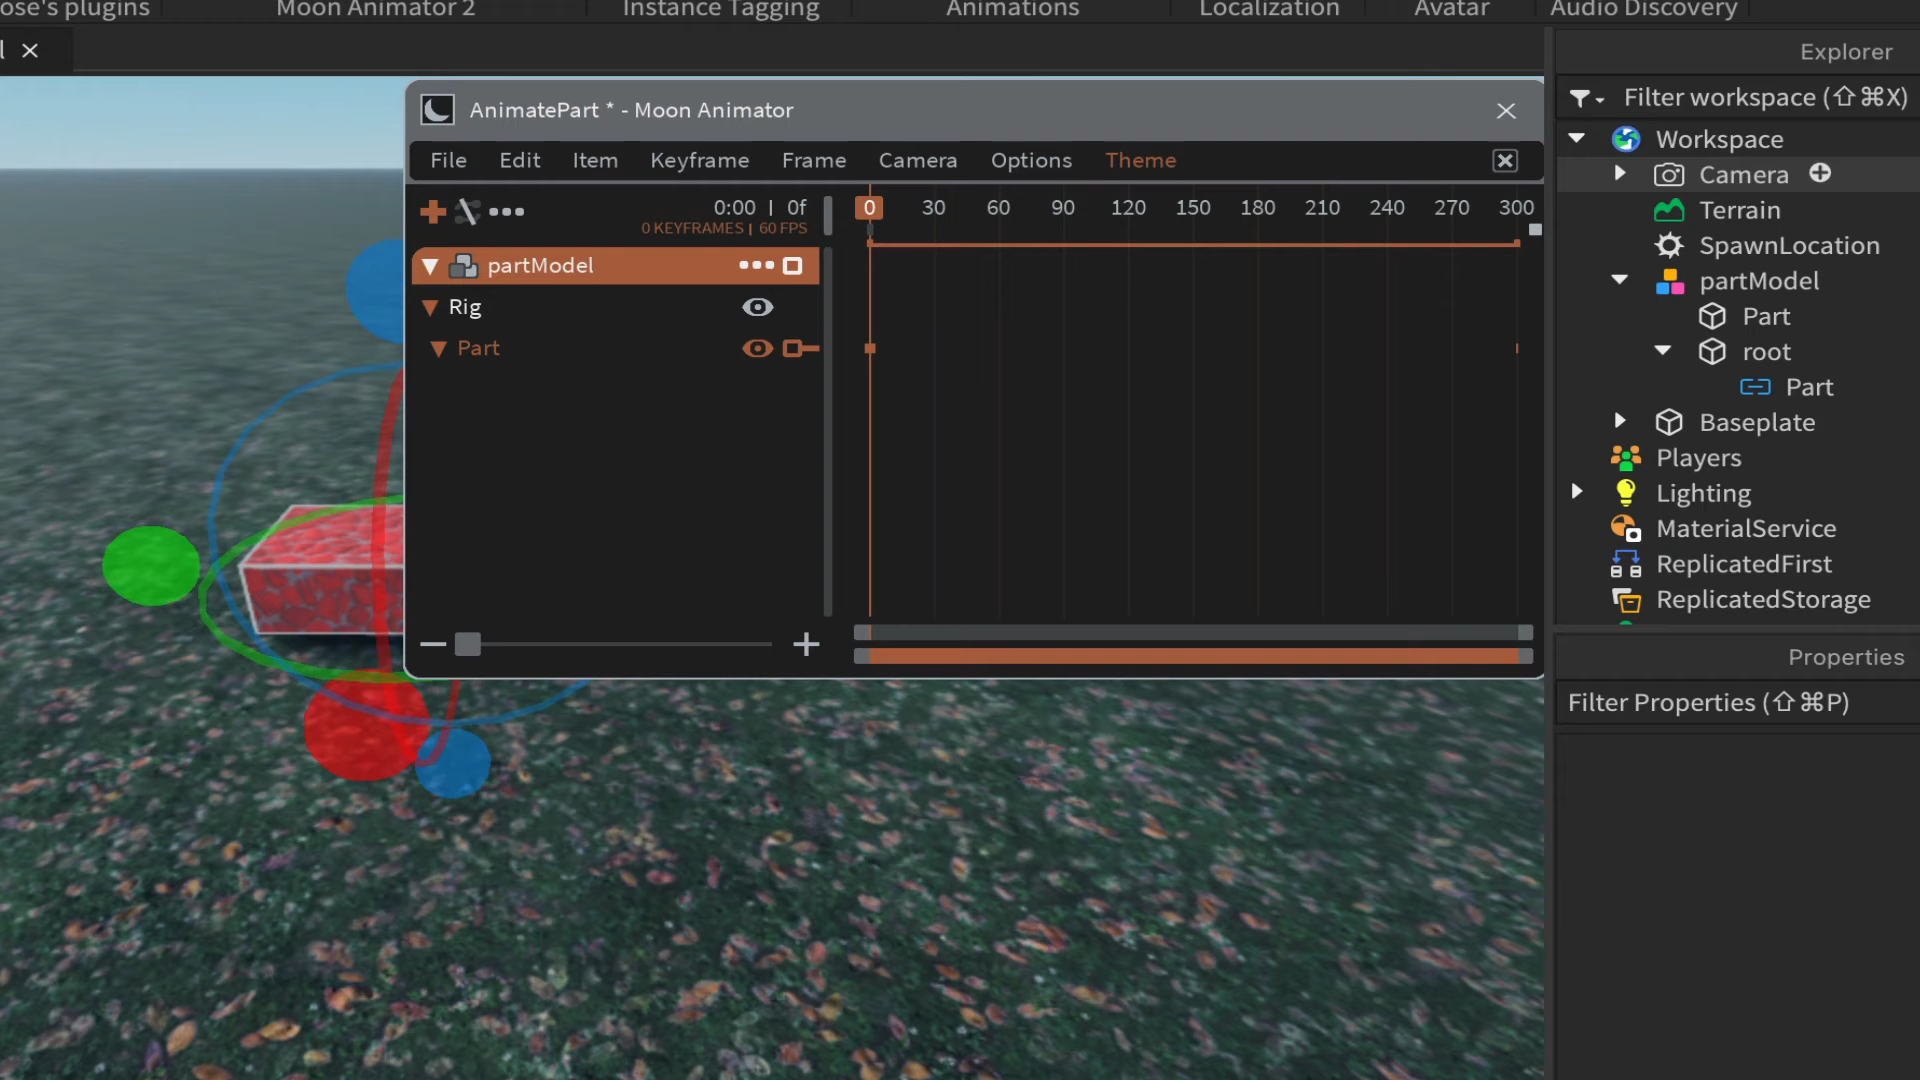 ose's plugins
Moon Animator 2
Instance Tagging
Animations
Localization
Avatar
Audio Discovery
Explorer
Filter workspace (⇧⌘X)
Workspace
Camera
Terrain
SpawnLocation
partModel
Part
root
Part
Baseplate
Players
Lighting
MaterialService
ReplicatedFirst
ReplicatedStorage
Properties
Filter Properties (⇧⌘P)
AnimatePart * - Moon Animator
File Edit Item Keyframe Frame Camera Options Theme
0:00 | 0f
0 KEYFRAMES | 60 FPS
0 30 60 90 120 150 180 210 240 270 300
partModel
Rig
Part